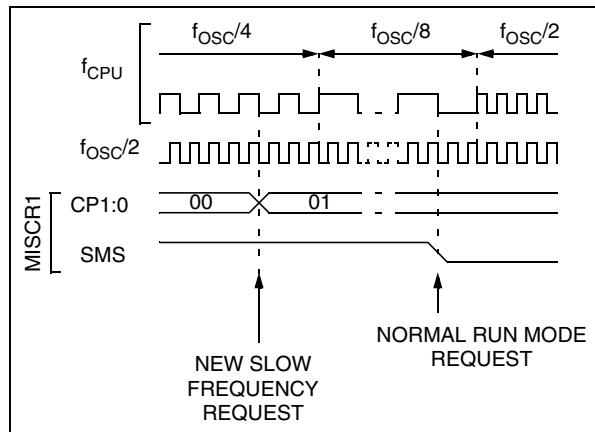 fOSC/4 fOSC/8 fOSC/2
fCPU
fOSC/2
MISCR1
CP1:0 00 01
SMS
NEW SLOW
FREQUENCY
REQUEST
NORMAL RUN MODE
REQUEST